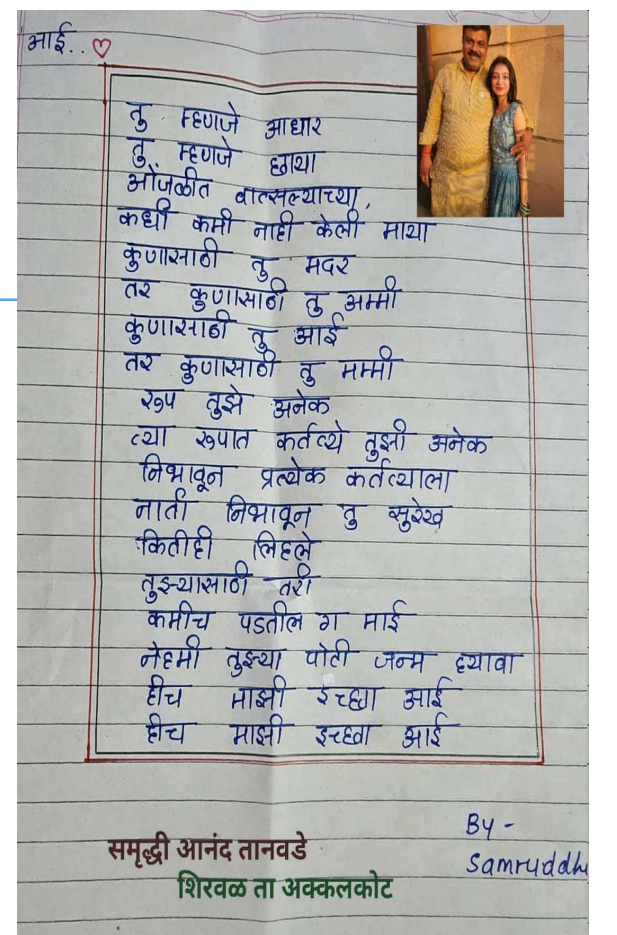 आई..
तु म्हणजे आधार
तु म्हणजे छाया
ओंजळीत वात्सल्याच्या,
कधी कमी नाही केली माया
कुणासाठी तु मदर
तर कुणासाठी तु अम्मी
कुणासाठी तु आई
तर कुणासाठी तु मम्मी
रुप तुझे अनेक
त्या रुपात कर्तव्ये तुझी अनेक
निभावून प्रत्येक कर्तव्याला
नाती निभावून तु सुरेख
कितीही लिहले
तुझ्यासाठी तरी
कमीच पडतील ग माई
नेहमी तुझ्या पोटी जन्म घ्यावा
हीच माझी इच्छा आई
हीच माझी इच्छा आई
By -
Samruddhi
समृद्धी आनंद तानवडे
शिरवळ ता अक्कलकोट